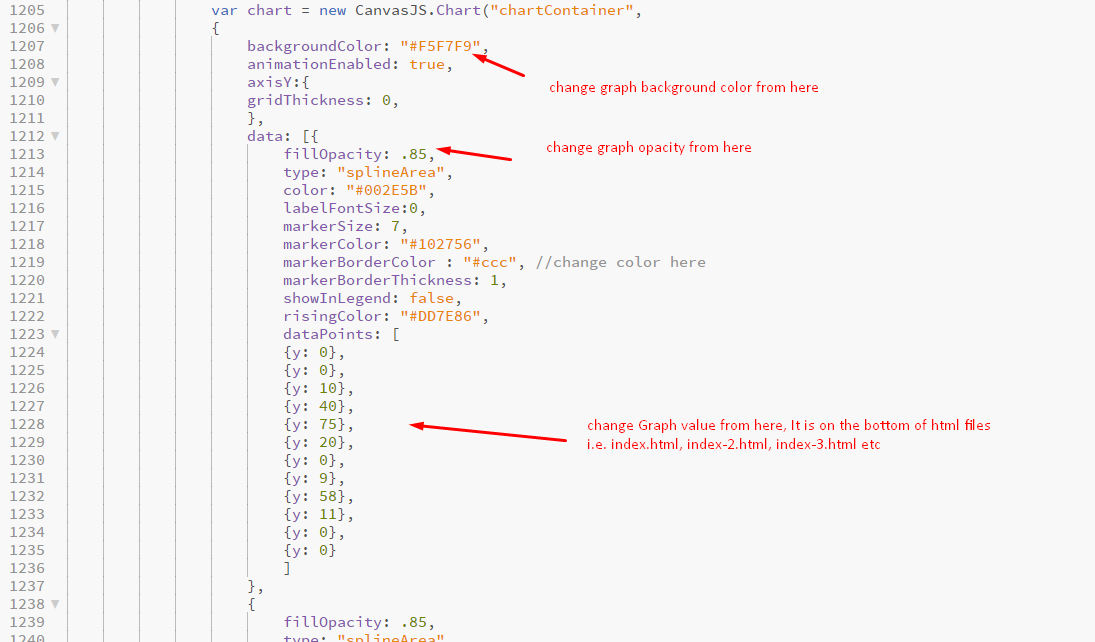 1205 var chart = new CanvasJS.Chart("chartContainer",
1206 {
1207 backgroundColor: "#F5F7F9",
1208 animationEnabled: true,
1209 axisY:{
change graph background color from here
1210 gridThickness: 0,
1211 },
1212 data: [{
1213 fillOpacity: .85,
change graph opacity from here
1214 type: "splineArea",
1215 color: "#002E5B",
1216 labelFontSize:0,
1217 markerSize: 7,
1218 markerColor: "#102756",
1219 markerBorderColor : "#ccc", //change color here
1220 markerBorderThickness: 1,
1221 showInLegend: false,
1222 risingColor: "#DD7E86",
1223 dataPoints: [
1224 {y: 0},
1225 {y: 0},
1226 {y: 10},
1227 {y: 40},
1228 {y: 75},
change Graph value from here, It is on the bottom of html files
1229 {y: 20},
i.e. index.html, index-2.html, index-3.html etc
1230 {y: 0},
1231 {y: 9},
1232 {y: 58},
1233 {y: 11},
1234 {y: 0},
1235 {y: 0}
1236 ]
1237 },
1238 {
1239 fillOpacity: .85,
1240 type: "splineArea"